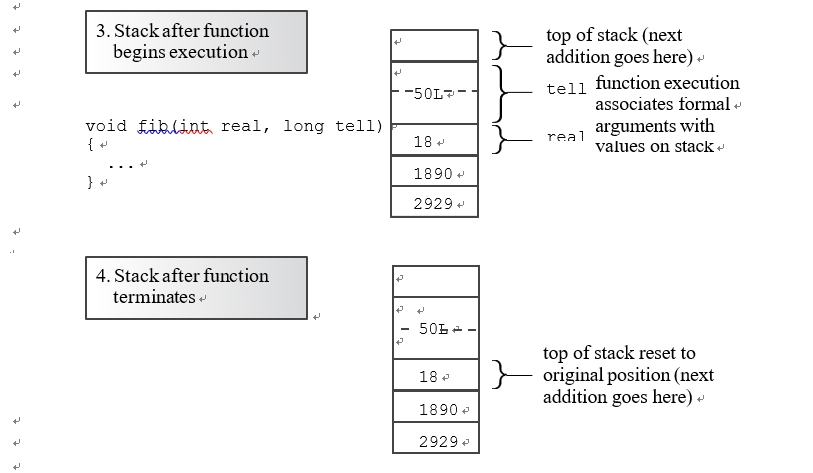 3. Stack after function
begins execution
top of stack (next
addition goes here)
50L
tell
function execution
associates formal
void fib(int real, long tell)
{
...
}
18
real
arguments with
values on stack
1890
2929
4. Stack after function
terminates
50L
18
top of stack reset to
original position (next
addition goes here)
1890
2929